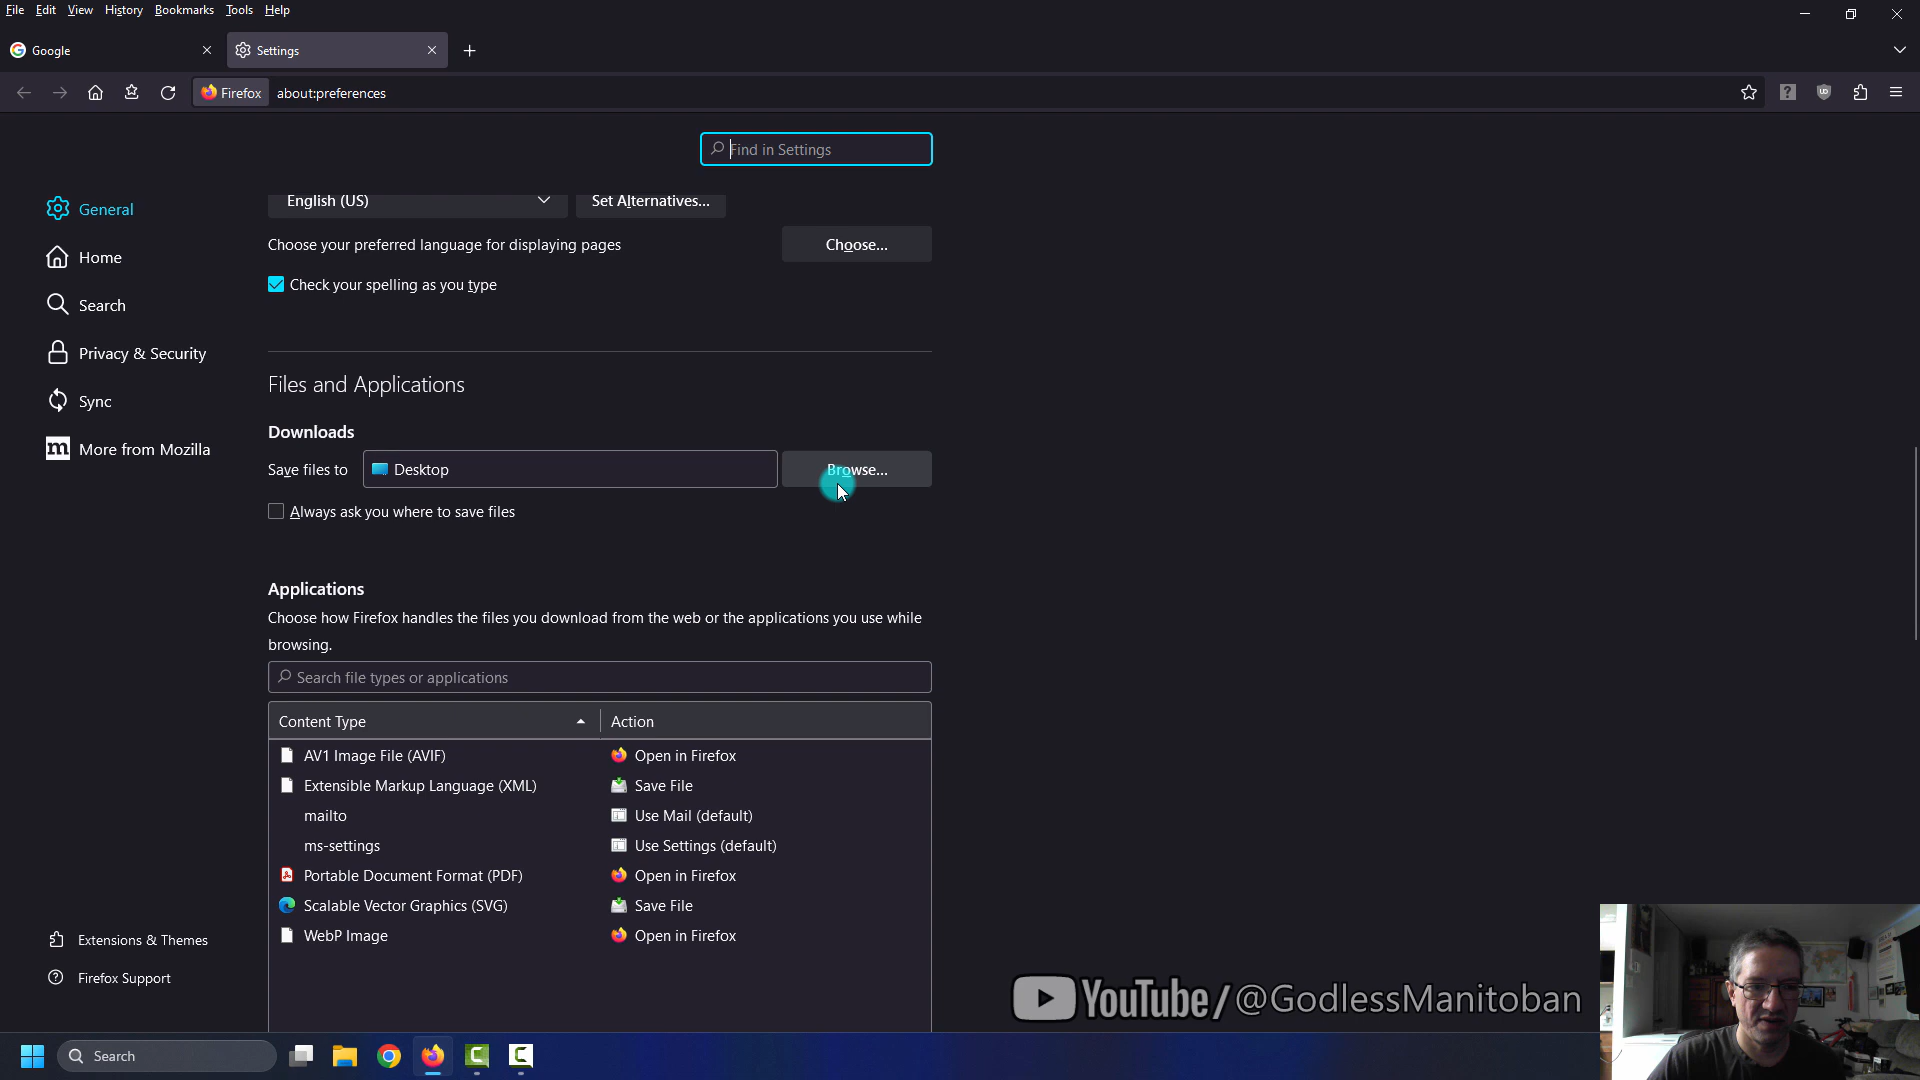 File Edit View History Bookmarks Tools Help
Google
Settings
Firefox about:preferences
Find in Settings
General
Home
Search
Privacy & Security
Sync
More from Mozilla
Extensions & Themes
Firefox Support
English (US)
Set Alternatives...
Choose your preferred language for displaying pages
Choose...
Check your spelling as you type
Files and Applications
Downloads
Save files to
Desktop
Browse...
Always ask you where to save files
Applications
Choose how Firefox handles the files you download from the web or the applications you use while
browsing.
Search file types or applications
Content Type Action
AV1 Image File (AVIF) Open in Firefox
Extensible Markup Language (XML) Save File
mailto Use Mail (default)
ms-settings Use Settings (default)
Portable Document Format (PDF) Open in Firefox
Scalable Vector Graphics (SVG) Save File
WebP Image Open in Firefox
YouTube/@GodlessManitoban
Search